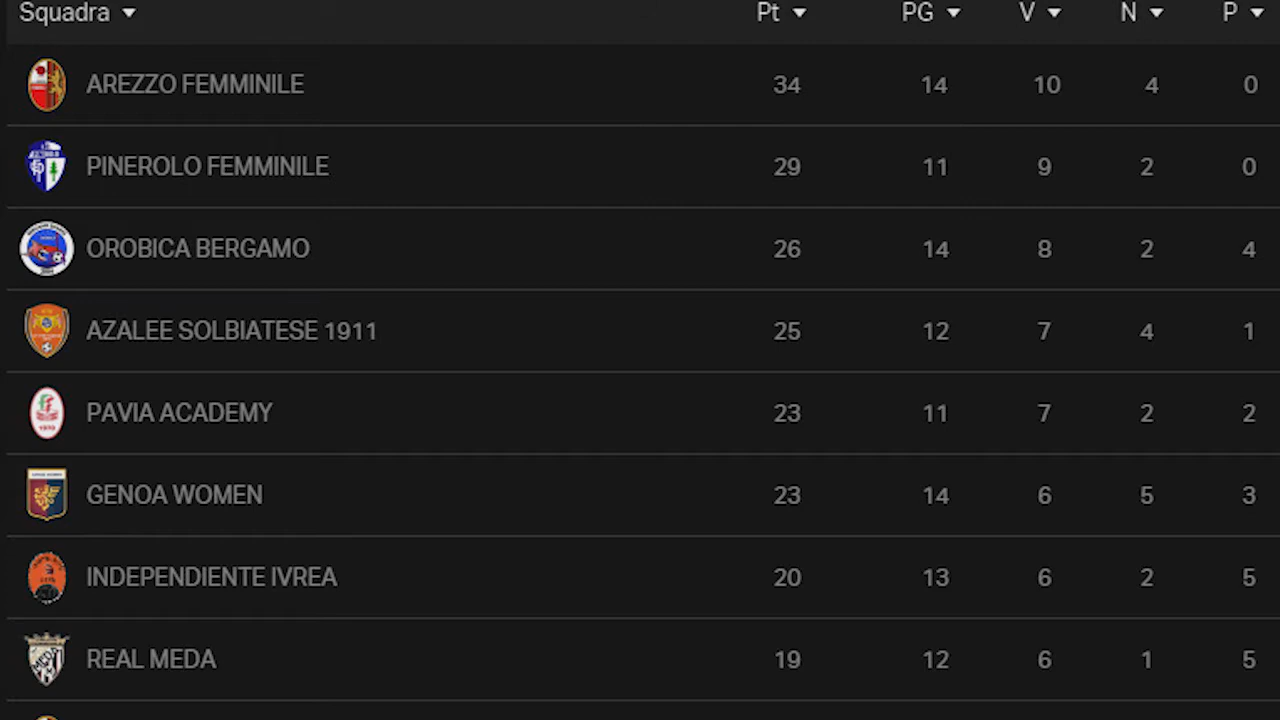 Squadra Pt PG V N P
AREZZO FEMMINILE 34 14 10 4 0
PINEROLO FEMMINILE 29 11 9 2 0
OROBICA BERGAMO 26 14 8 2 4
AZALEE SOLBIATESE 1911 25 12 7 4 1
PAVIA ACADEMY 23 11 7 2 2
GENOA WOMEN 23 14 6 5 3
INDEPENDIENTE IVREA 20 13 6 2 5
REAL MEDA 19 12 6 1 5